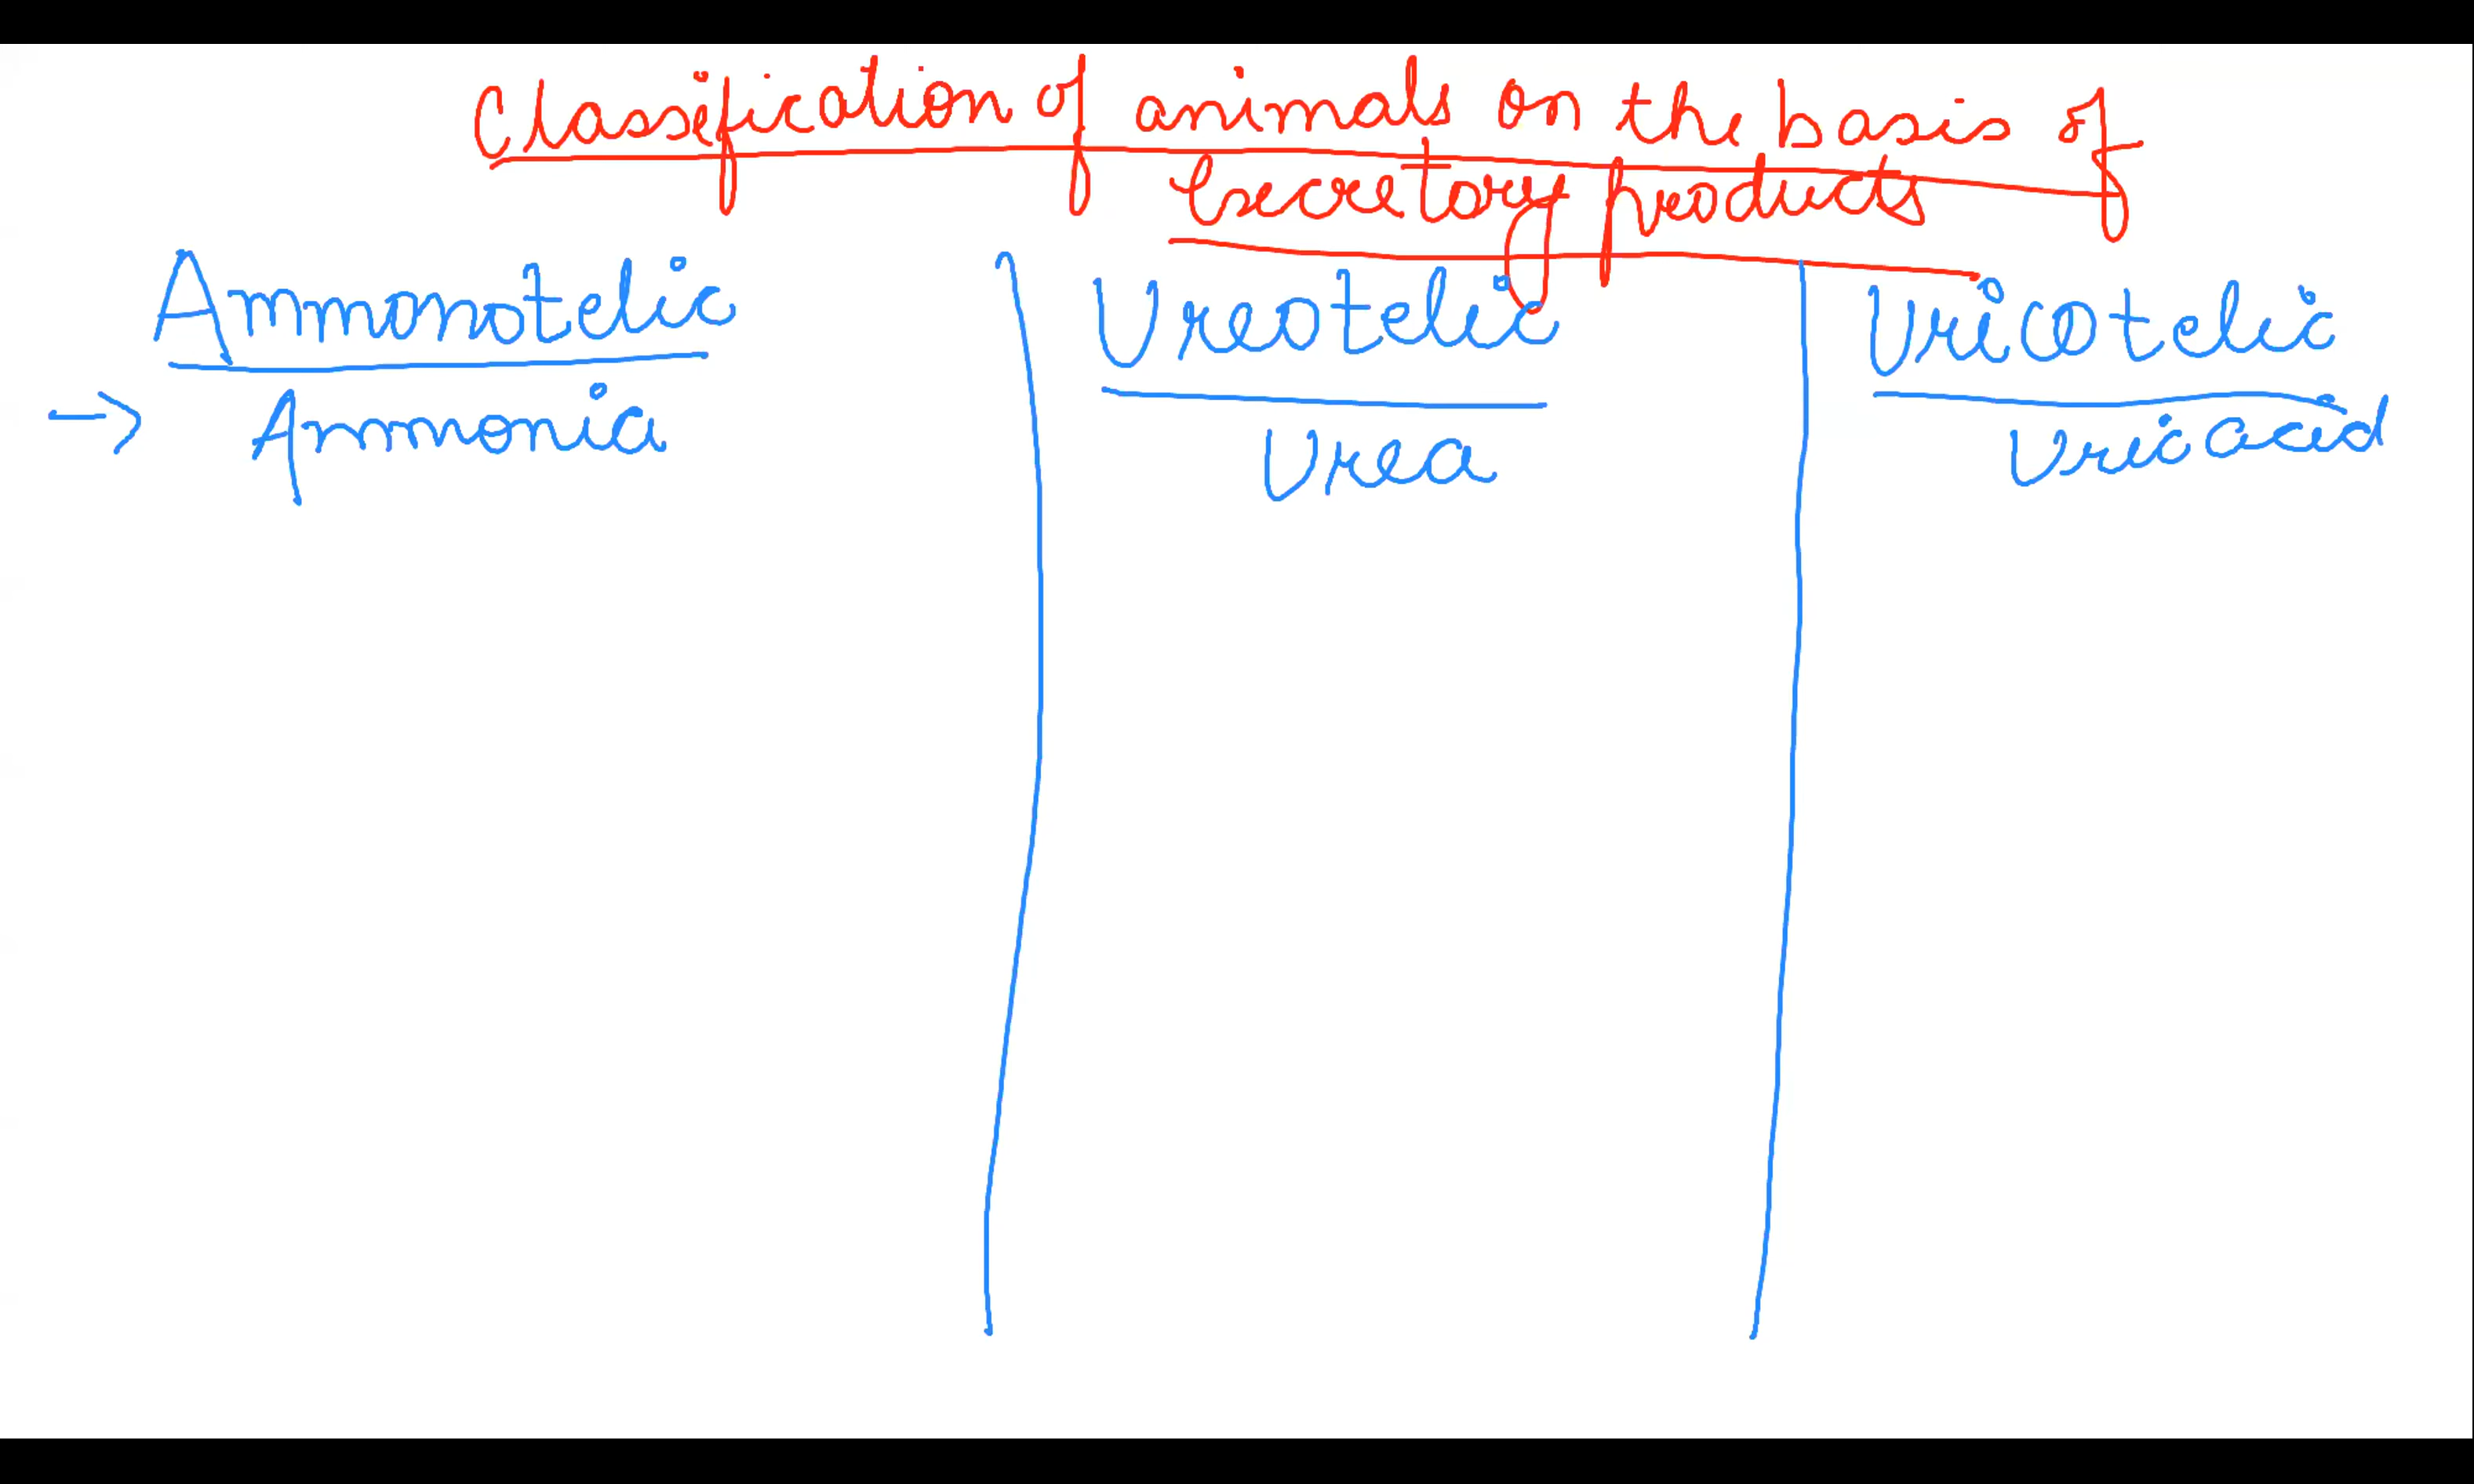 Classification of animals on the basis of
Excretory products
Ammonotelic
Ureotelic
Uricotelic
→ Ammonia
Urea
Uric acid